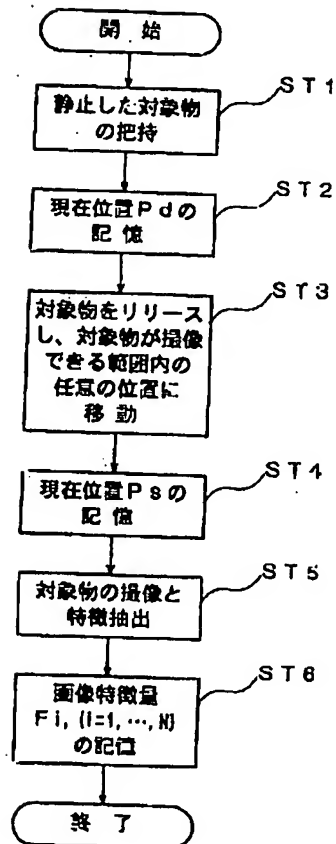 開始
ST1
静止した対象物
の把持
ST2
現在位置Pdの
記憶
ST3
対象物をリリース
し、対象物が撮像
できる範囲内の
任意の位置に
移動
ST4
現在位置Psの
記憶
ST5
対象物の撮像と
特徴抽出
ST6
画像特徴量
Fi, (i=1, …, N)
の記憶
終了